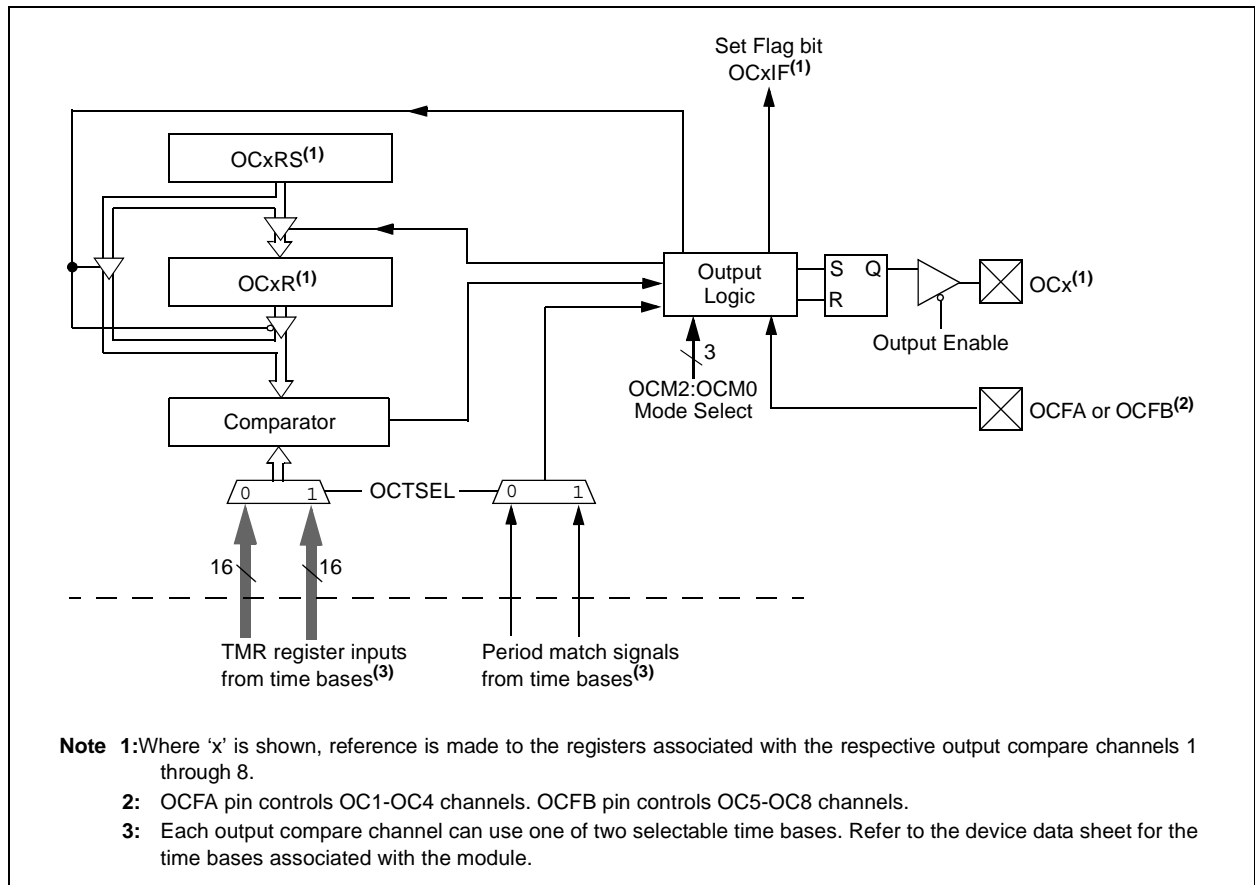 Set Flag bit
OCxIF(1)
OCxRS(1)
OCxR(1)
Output
Logic
S Q
R
OCx(1)
Output Enable
3
OCM2:OCM0
Mode Select
OCFA or OCFB(2)
Comparator
0 1
OCTSEL
0 1
16
16
TMR register inputs
from time bases(3)
Period match signals
from time bases(3)
Note 1:Where ‘x’ is shown, reference is made to the registers associated with the respective output compare channels 1
through 8.
2: OCFA pin controls OC1-OC4 channels. OCFB pin controls OC5-OC8 channels.
3: Each output compare channel can use one of two selectable time bases. Refer to the device data sheet for the
time bases associated with the module.